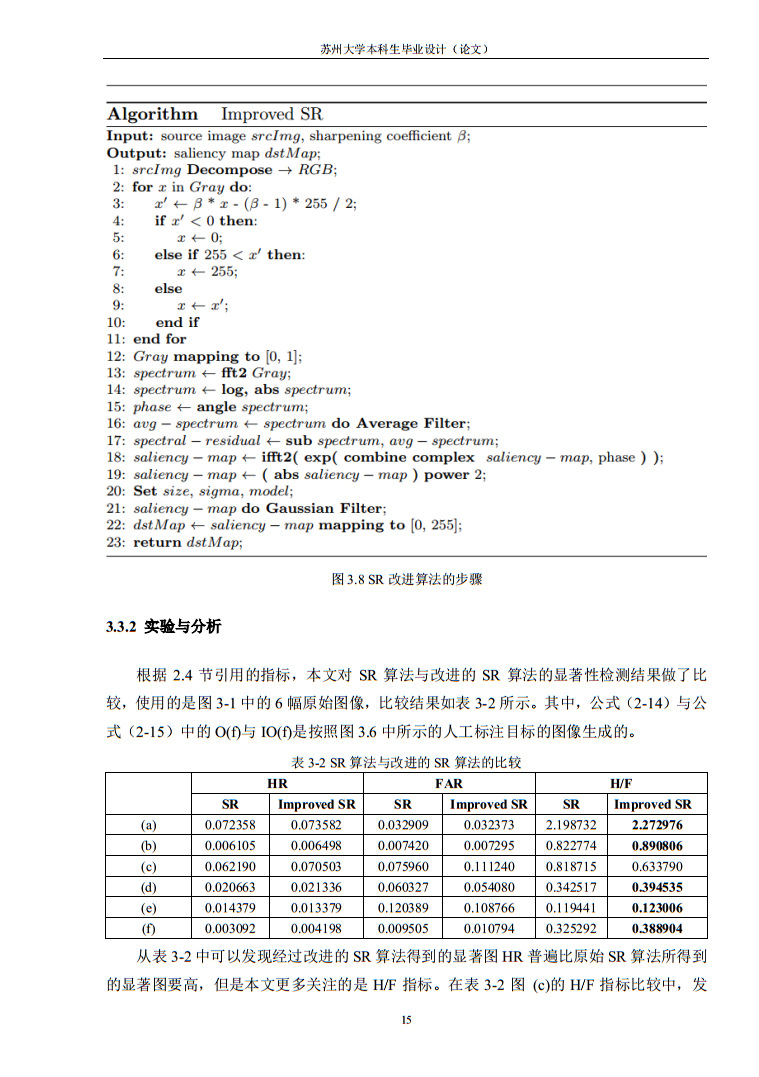 苏州大学本科生毕业设计（论文）
Algorithm Improved SR
Input: source image srcImg, sharpening coefficient β;
Output: saliency map dstMap;
1: srcImg Decompose → RGB;
2: for x in Gray do:
3: x′ ← β * x - (β - 1) * 255 / 2;
4: if x′ < 0 then:
5: x ← 0;
6: else if 255 < x′ then:
7: x ← 255;
8: else
9: x ← x′;
10: end if
11: end for
12: Gray mapping to [0, 1];
13: spectrum ← fft2 Gray;
14: spectrum ← log, abs spectrum;
15: phase ← angle spectrum;
16: avg − spectrum ← spectrum do Average Filter;
17: spectral − residual ← sub spectrum, avg − spectrum;
18: saliency − map ← ifft2( exp( combine complex saliency − map, phase ) );
19: saliency − map ← ( abs saliency − map ) power 2;
20: Set size, sigma, model;
21: saliency − map do Gaussian Filter;
22: dstMap ← saliency − map mapping to [0, 255];
23: return dstMap;
图 3.8 SR 改进算法的步骤
3.3.2 实验与分析
根据 2.4 节引用的指标，本文对 SR 算法与改进的 SR 算法的显著性检测结果做了比
较，使用的是图 3-1 中的 6 幅原始图像，比较结果如表 3-2 所示。其中，公式（2-14）与公
式（2-15）中的 O(f)与 IO(f)是按照图 3.6 中所示的人工标注目标的图像生成的。
表 3-2 SR 算法与改进的 SR 算法的比较
HR FAR H/F
SR Improved SR SR Improved SR SR Improved SR
(a) 0.072358 0.073582 0.032909 0.032373 2.198732 2.272976
(b) 0.006105 0.006498 0.007420 0.007295 0.822774 0.890806
(c) 0.062190 0.070503 0.075960 0.111240 0.818715 0.633790
(d) 0.020663 0.021336 0.060327 0.054080 0.342517 0.394535
(e) 0.014379 0.013379 0.120389 0.108766 0.119441 0.123006
(f) 0.003092 0.004198 0.009505 0.010794 0.325292 0.388904
从表 3-2 中可以发现经过改进的 SR 算法得到的显著图 HR 普遍比原始 SR 算法所得到
的显著图要高，但是本文更多关注的是 H/F 指标。在表 3-2 图 (c)的 H/F 指标比较中，发
15